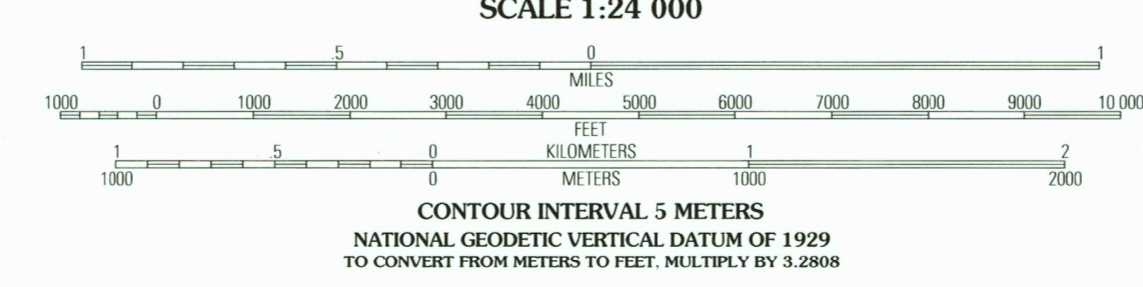 SCALE 1:24 000
1 .5 0 1
MILES
1000 0 1000 2000 3000 4000 5000 6000 7000 8000 9000 10 000
FEET
1 .5 0 KILOMETERS 1 2
1000 0 METERS 1000 2000
CONTOUR INTERVAL 5 METERS
NATIONAL GEODETIC VERTICAL DATUM OF 1929
TO CONVERT FROM METERS TO FEET, MULTIPLY BY 3.2808